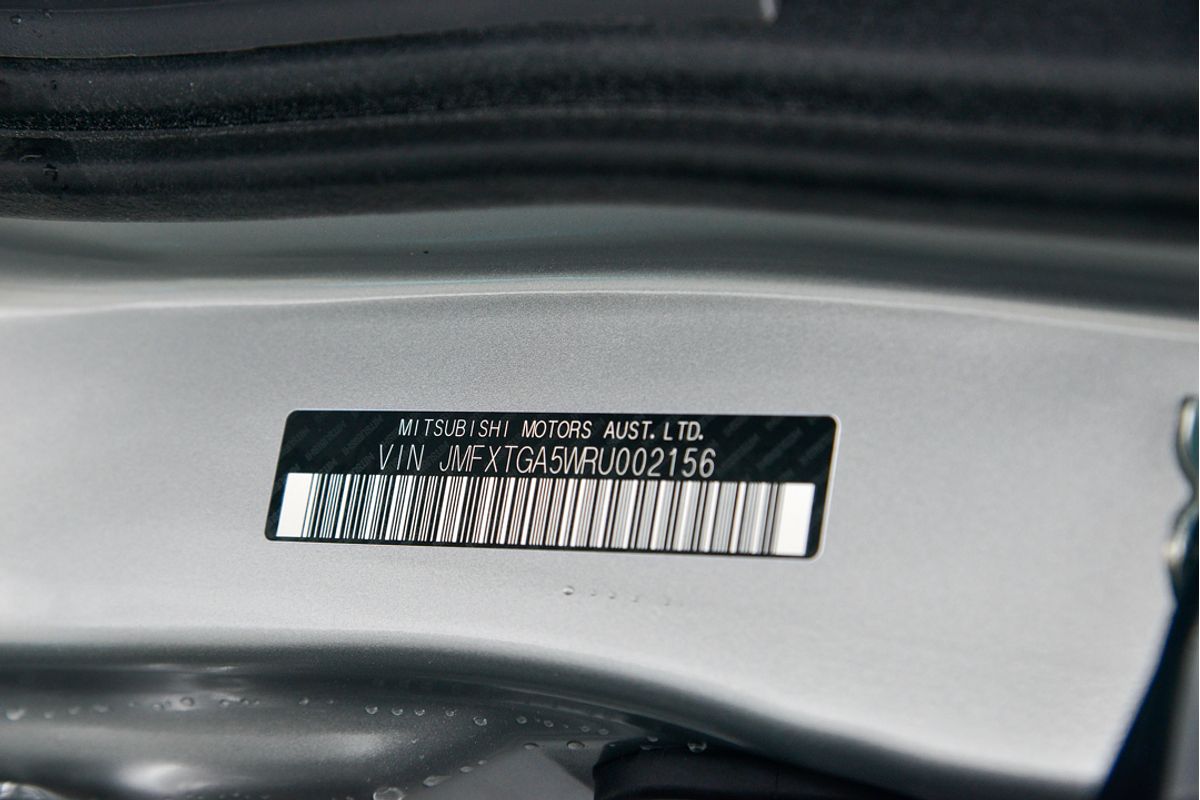 MITSUBISHI MOTORS AUST. LTD.
VIN JMFXTGA5WRU002156